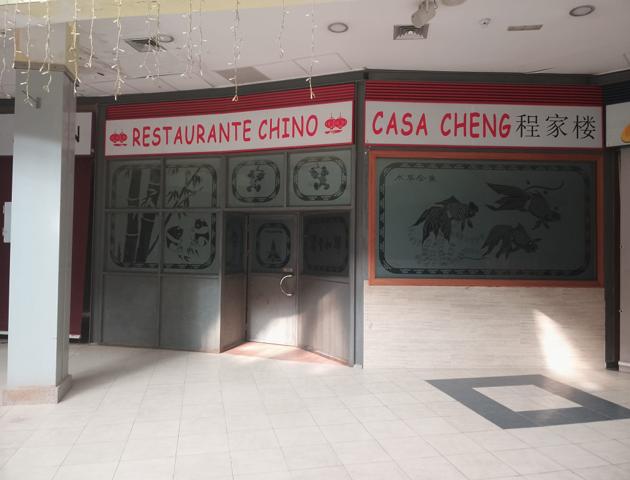 RESTAURANTE CHINO
CASA CHENG 程家楼
N